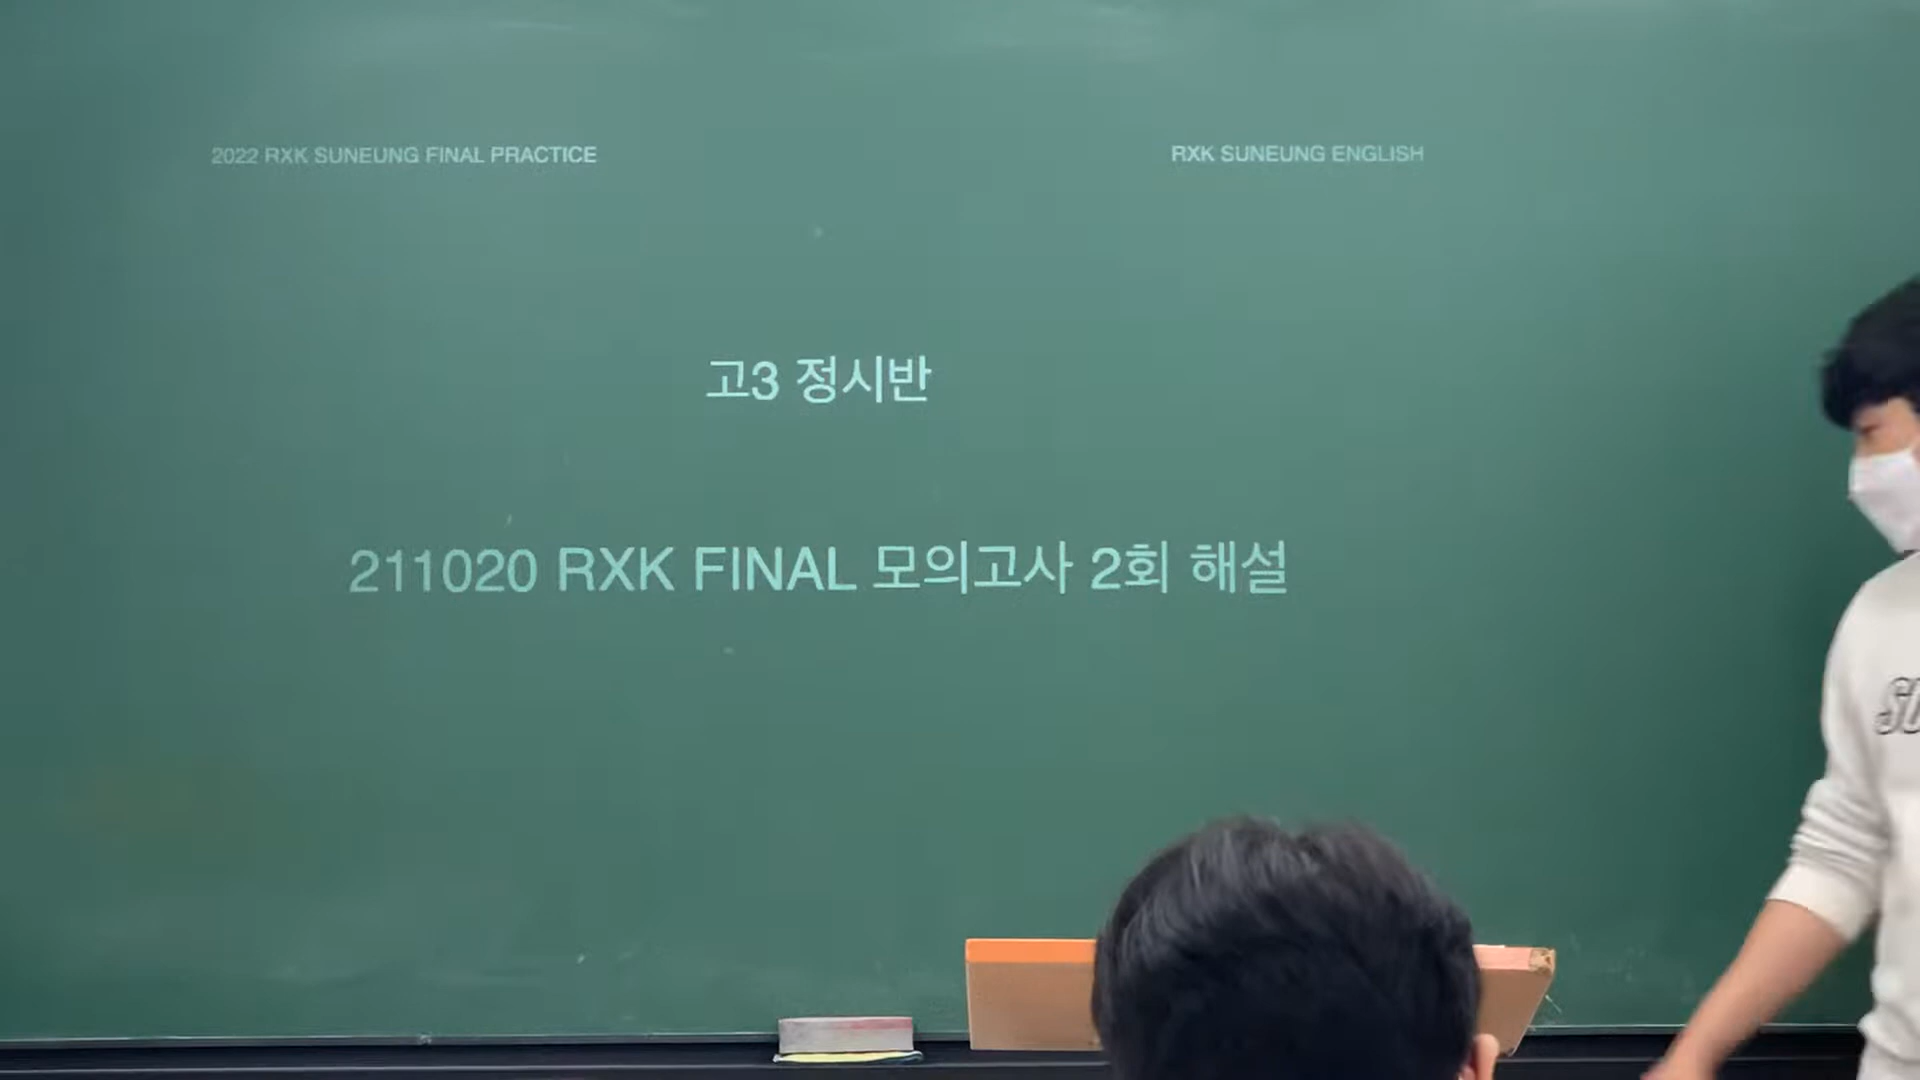 2022 RXK SUNEUNG FINAL PRACTICE
RXK SUNEUNG ENGLISH
고3 정시반
211020 RXK FINAL 모의고사 2회 해설